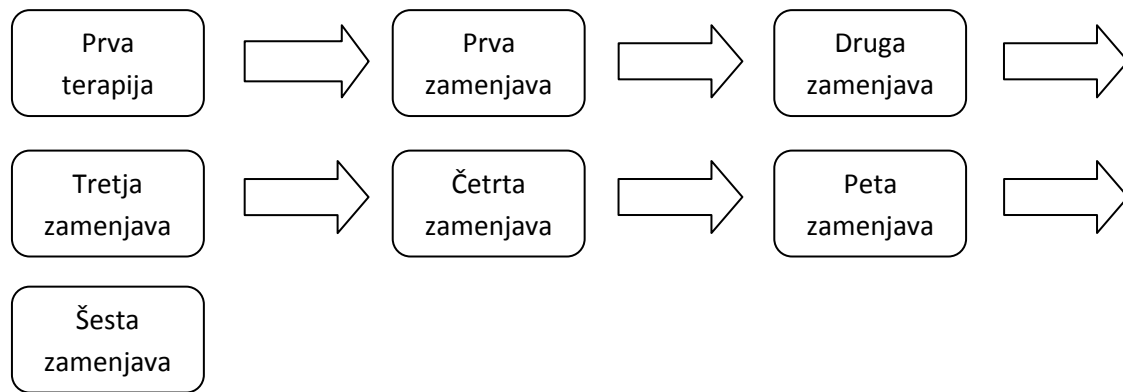 Prva
terapija
Prva
zamenjava
Druga
zamenjava
Tretja
zamenjava
Četrta
zamenjava
Peta
zamenjava
Šesta
zamenjava